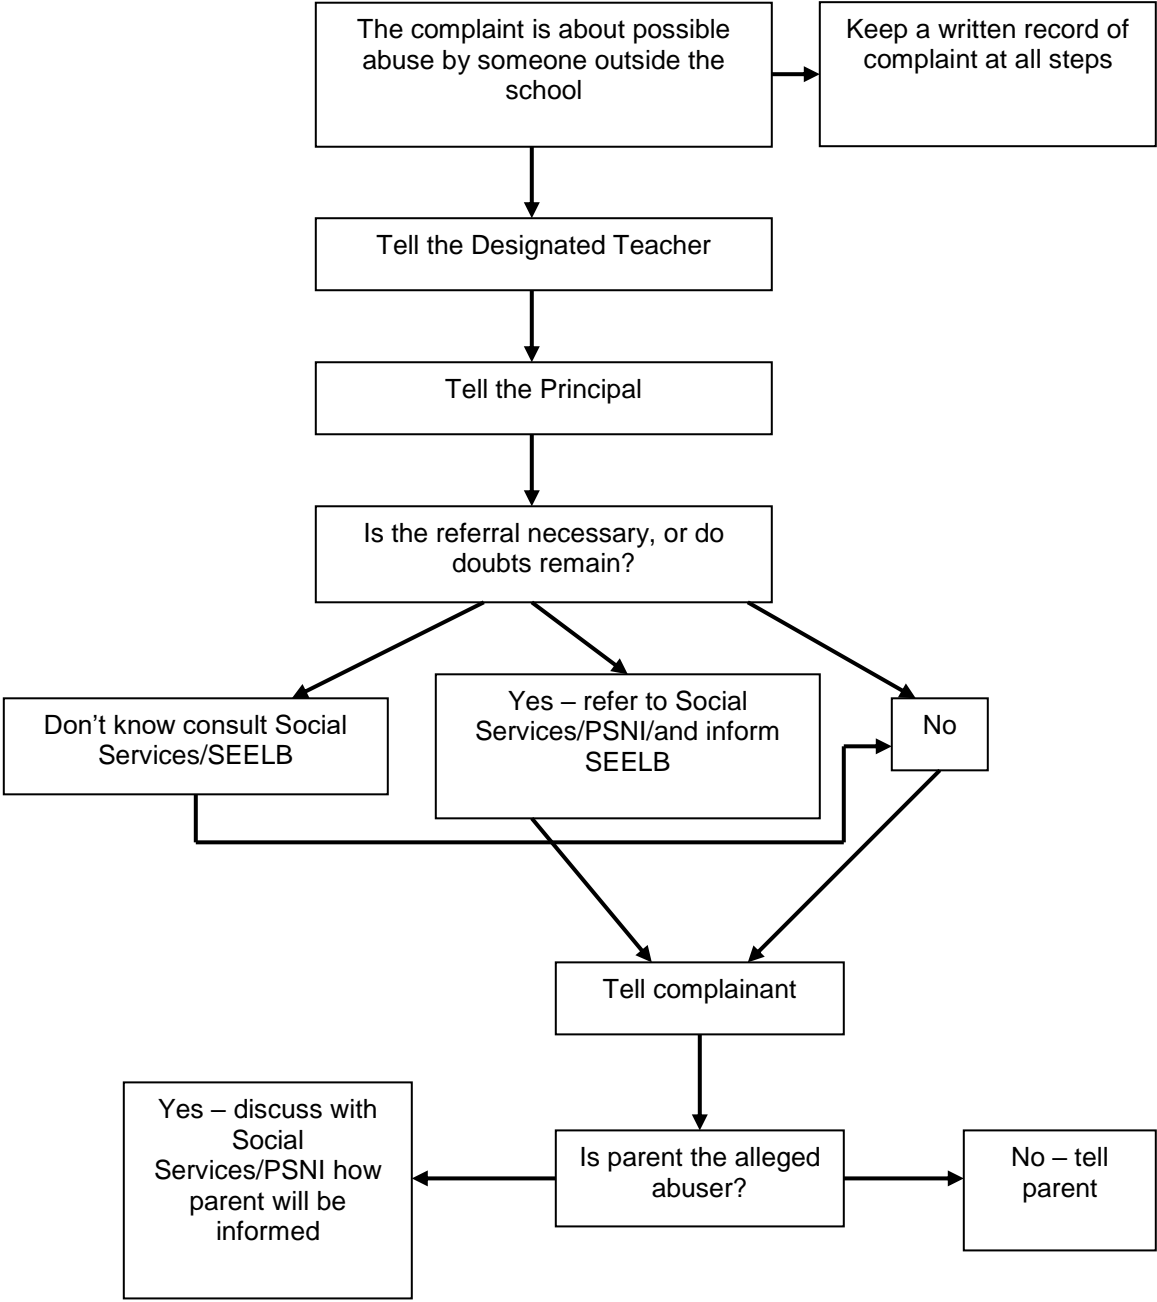 The complaint is about possible
abuse by someone outside the
school
Keep a written record of
complaint at all steps
Tell the Designated Teacher
Tell the Principal
Is the referral necessary, or do
doubts remain?
Don’t know consult Social
Services/SEELB
Yes – refer to Social
Services/PSNI/and inform
SEELB
No
Tell complainant
Yes – discuss with
Social
Services/PSNI how
parent will be
informed
Is parent the alleged
abuser?
No – tell
parent